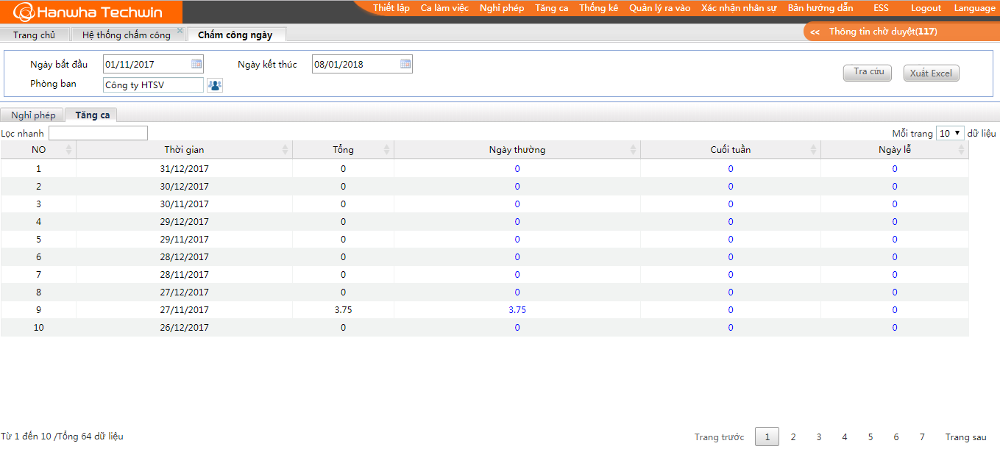 Hanwha Techwin
Thiết lập Ca làm việc Nghỉ phép Tăng ca Thống kê Quản lý ra vào Xác nhận nhân sự Bản hướng dẫn ESS Logout Language
Trang chủ Hệ thống chấm công Chấm công ngày
<< Thông tin chờ duyệt(117)
Ngày bắt đầu 01/11/2017 Ngày kết thúc 08/01/2018
Phòng ban Công ty HTSV
Tra cứu Xuất Excel
Nghỉ phép Tăng ca
Lọc nhanh Mỗi trang 10 dữ liệu
NO Thời gian Tổng Ngày thường Cuối tuần Ngày lễ
1 31/12/2017 0 0 0 0
2 30/12/2017 0 0 0 0
3 30/11/2017 0 0 0 0
4 29/12/2017 0 0 0 0
5 29/11/2017 0 0 0 0
6 28/12/2017 0 0 0 0
7 28/11/2017 0 0 0 0
8 27/12/2017 0 0 0 0
9 27/11/2017 3.75 3.75 0 0
10 26/12/2017 0 0 0 0
Từ 1 đến 10 /Tổng 64 dữ liệu Trang trước 1 2 3 4 5 6 7 Trang sau